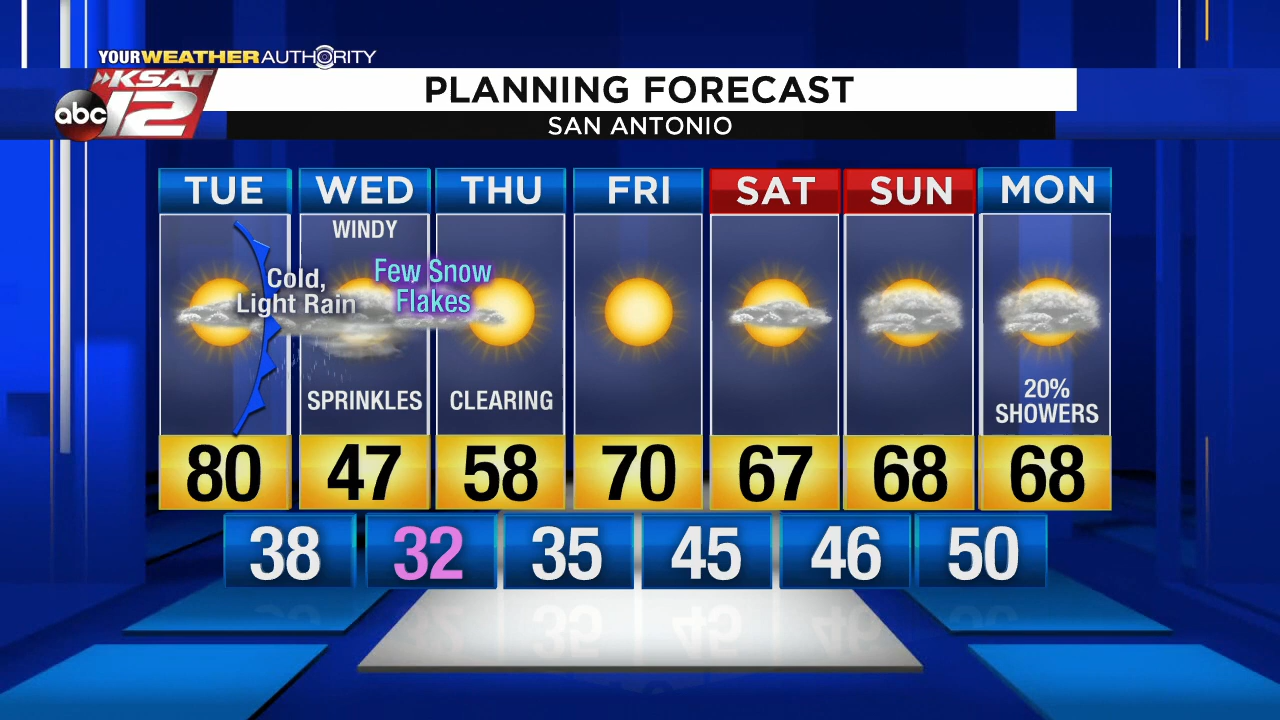 YOURWEATHERAUTHORITY
KSAT
abc
12
PLANNING FORECAST
SAN ANTONIO
TUE WED THU FRI SAT SUN MON
WINDY
Cold,
Light Rain
Few Snow
Flakes
SPRINKLES
CLEARING
20%
SHOWERS
80 47 58 70 67 68 68
38 32 35 45 46 50